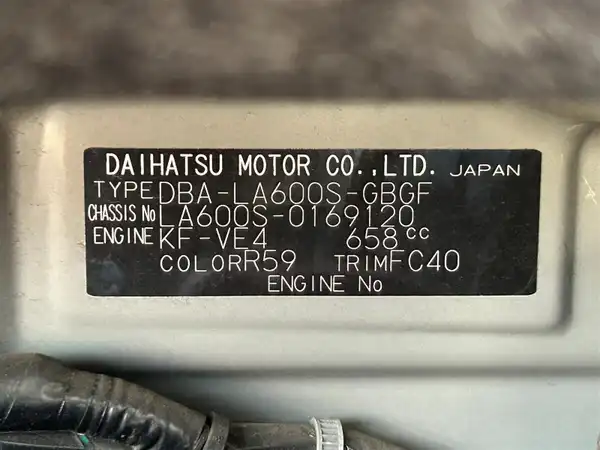 DAIHATSU MOTOR CO.,LTD. JAPAN
TYPE DBA-LA600S-GBGF
CHASSIS No LA600S-0169120
ENGINE KF-VE4 658cc
COLOR R59 TRIM FC40
ENGINE No